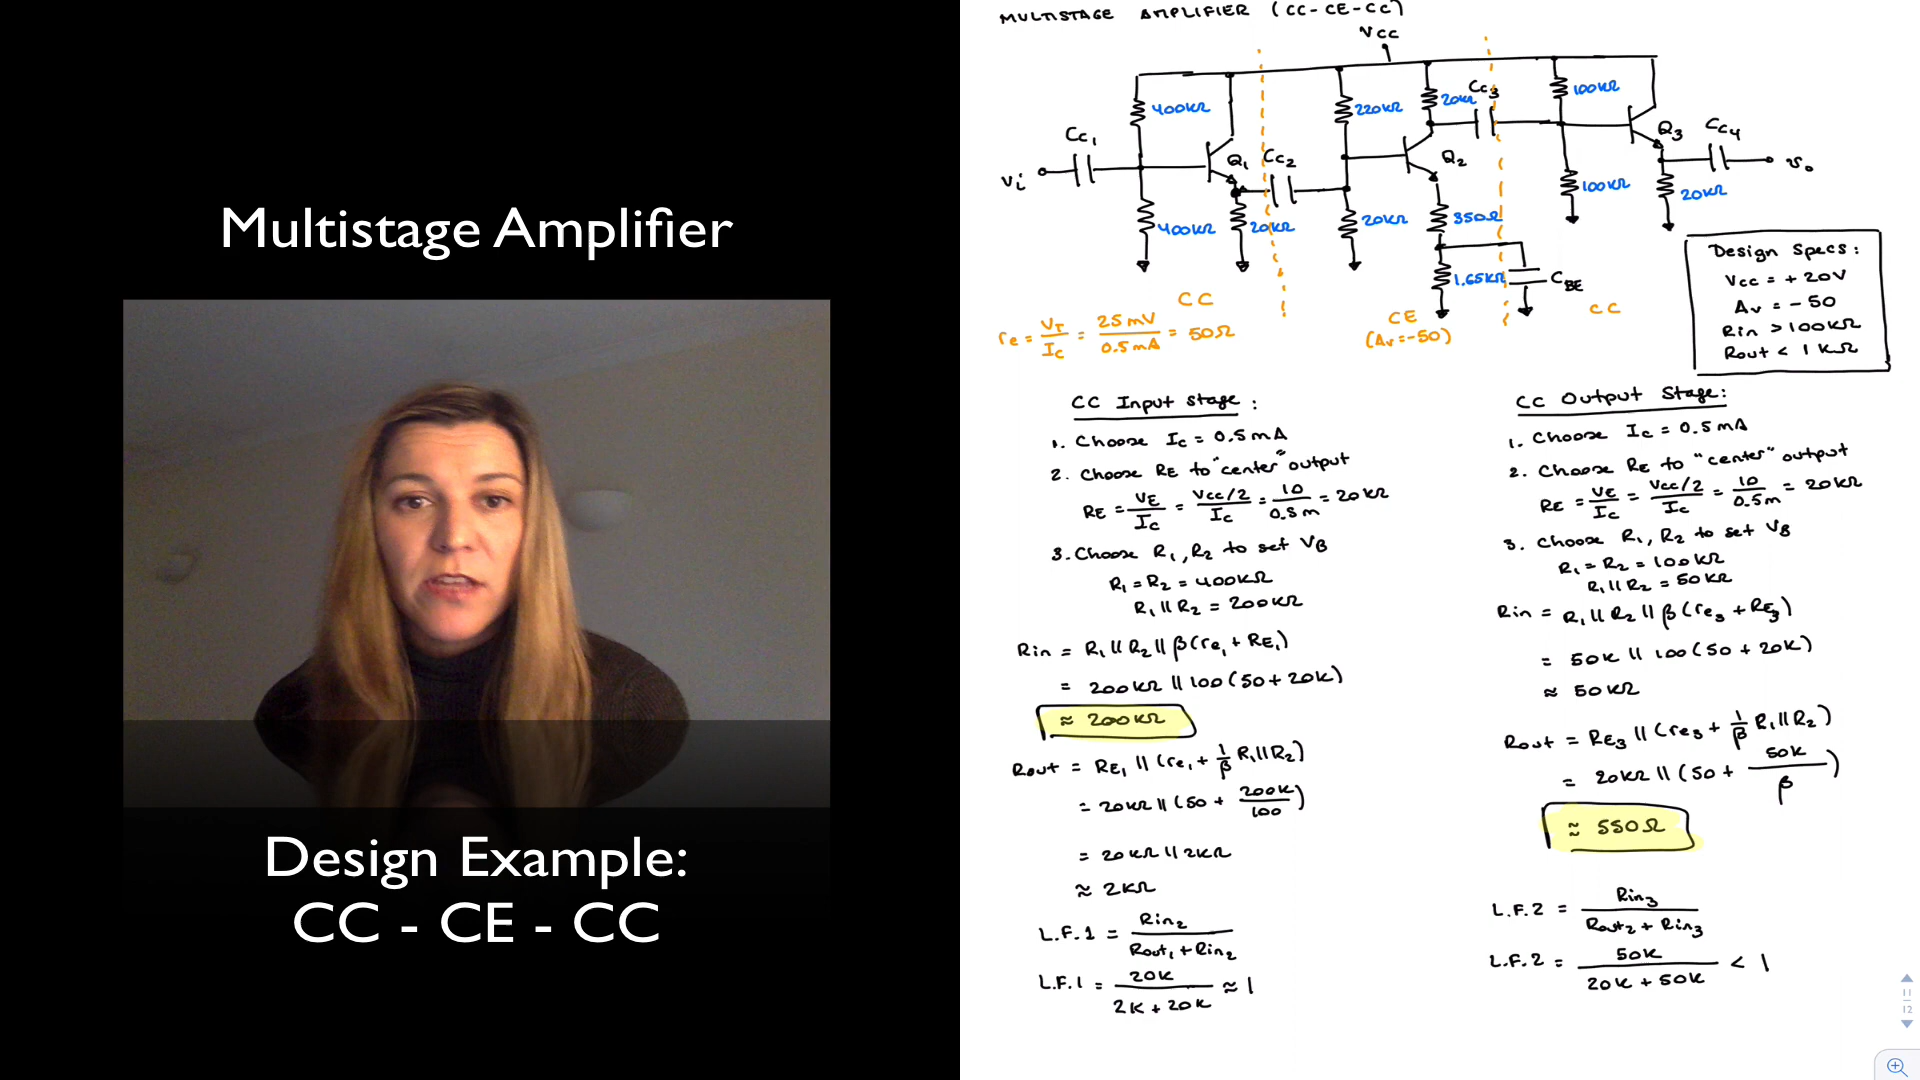 Multistage Amplifier
Design Example:
CC - CE - CC
MULTISTAGE AMPLIFIER (CC-CE-CC)
Vcc
400kΩ
220kΩ
20kΩ
Cc3
100kΩ
Cc1
Q1
Cc2
Q2
Q3
Cc4
Vi
Vo
400kΩ
20kΩ
20kΩ
350Ω
100kΩ
20kΩ
1.65kΩ
CBE
CC
CE
(Av=-50)
CC
re = VT/Ic = 25mV/0.5mA = 50Ω
Design Specs:
Vcc = +20V
Av = -50
Rin > 100kΩ
Rout < 1KΩ
CC Input Stage:
1. Choose Ic = 0.5mA
2. Choose RE to "center" output
RE = VE/Ic = Vcc/2/Ic = 10/0.5m = 20kΩ
3. Choose R1, R2 to set VB
R1 = R2 = 400kΩ
R1 || R2 = 200kΩ
Rin = R1 || R2 || β(re1 + RE1)
= 200kΩ || 100(50+20k)
≈ 200kΩ
Rout = RE1 || (re1 + 1/β R1||R2)
= 20kΩ || (50 + 200k/100)
= 20kΩ || 2kΩ
≈ 2kΩ
L.F.1 = Rin2/Rout1 + Rin2
L.F.1 = 20k/2k + 20k ≈ 1
CC Output Stage:
1. Choose Ic = 0.5mA
2. Choose RE to "center" output
RE = VE/Ic = Vcc/2/Ic = 10/0.5m = 20kΩ
3. Choose R1, R2 to set VB
R1 = R2 = 100kΩ
R1 || R2 = 50kΩ
Rin = R1 || R2 || β(re3 + RE3)
= 50k || 100(50 + 20k)
≈ 50kΩ
Rout = RE3 || (re3 + 1/β R1||R2)
= 20kΩ || (50 + 50k/β)
≈ 550Ω
L.F.2 = Rin3/Rout2 + Rin3
L.F.2 = 50k/20k + 50k < 1
11
12